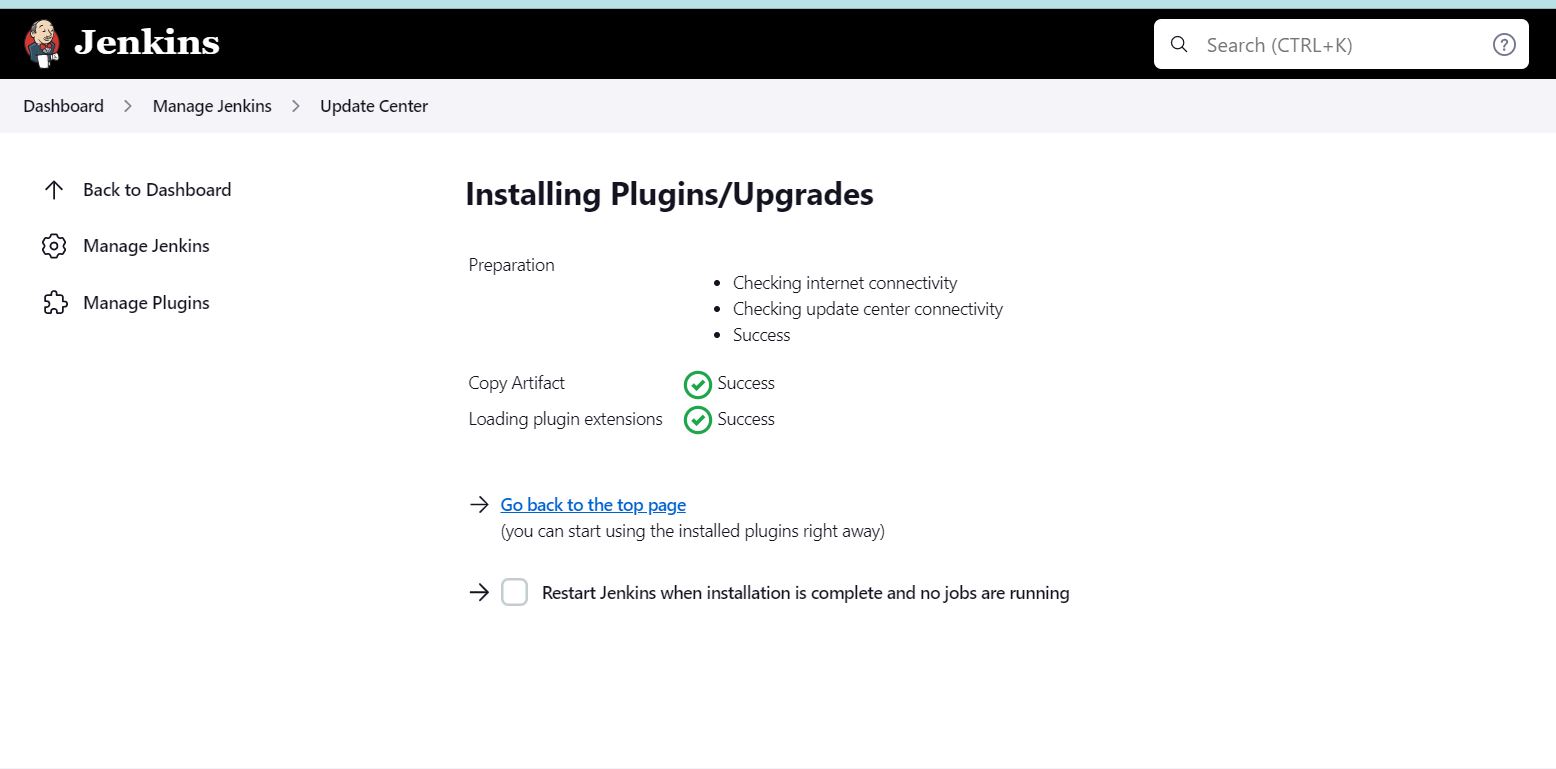 Jenkins
Search (CTRL+K)
Dashboard
Manage Jenkins
Update Center
Back to Dashboard
Manage Jenkins
Manage Plugins
Installing Plugins/Upgrades
Preparation
Checking internet connectivity
Checking update center connectivity
Success
Copy Artifact Success
Loading plugin extensions Success
Go back to the top page
(you can start using the installed plugins right away)
Restart Jenkins when installation is complete and no jobs are running